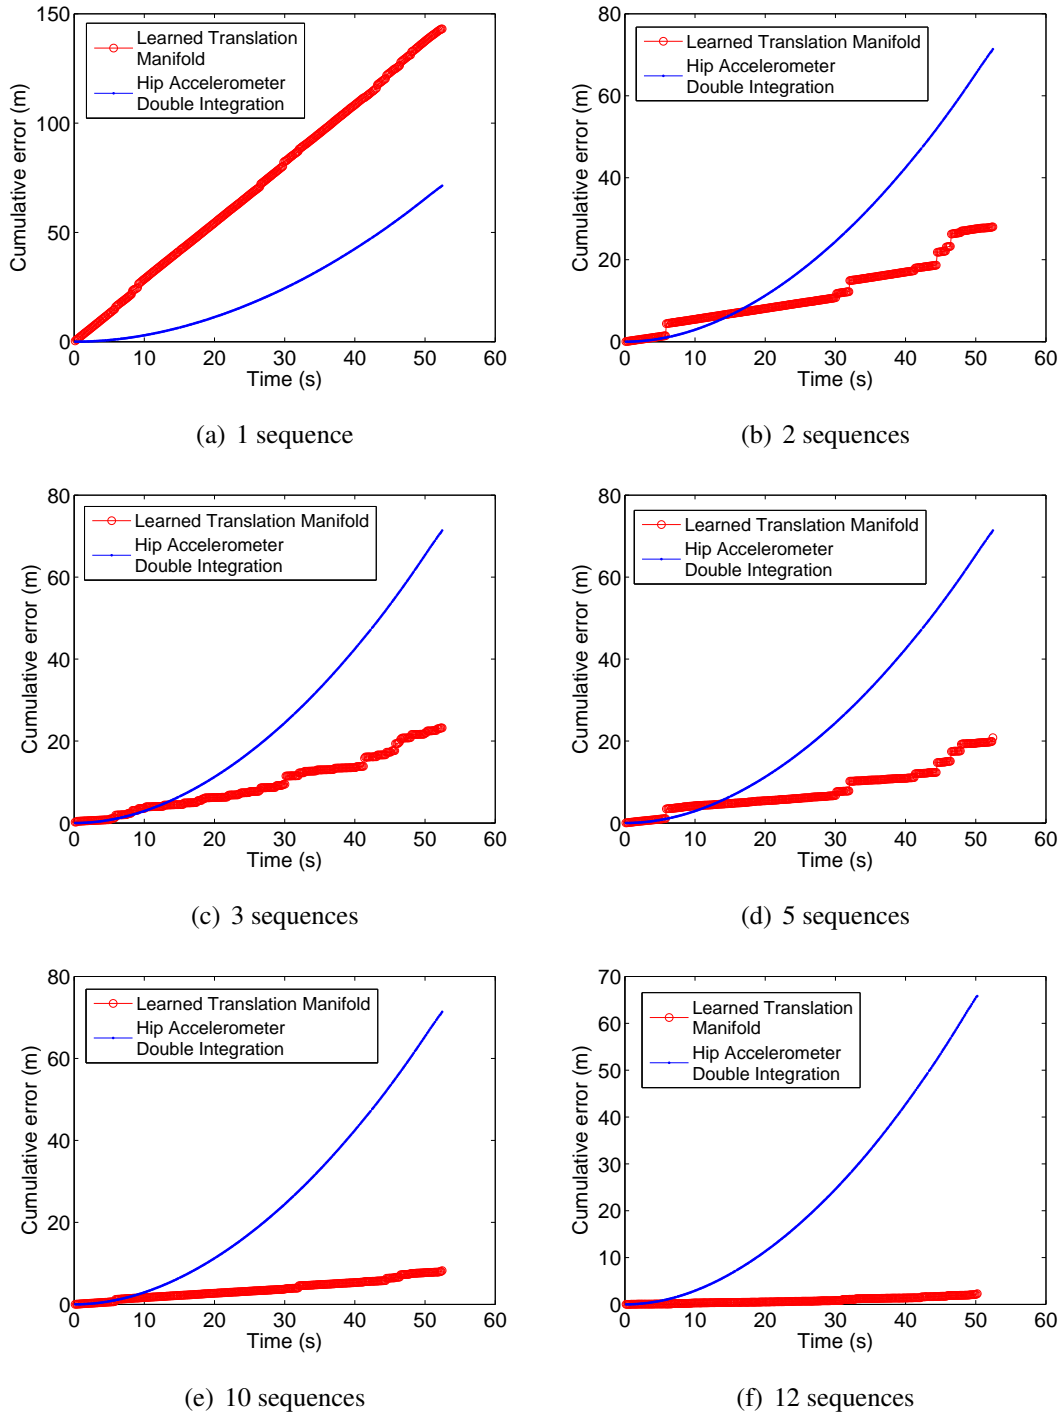 150
100
50
0
Cumulative error (m)
Learned Translation
Manifold
Hip Accelerometer
Double Integration
0 10 20 30 40 50 60
Time (s)
(a) 1 sequence
80
60
40
20
0
Cumulative error (m)
Learned Translation Manifold
Hip Accelerometer
Double Integration
0 10 20 30 40 50 60
Time (s)
(b) 2 sequences
80
60
40
20
0
Cumulative error (m)
Learned Translation Manifold
Hip Accelerometer
Double Integration
0 10 20 30 40 50 60
Time (s)
(c) 3 sequences
80
60
40
20
0
Cumulative error (m)
Learned Translation Manifold
Hip Accelerometer
Double Integration
0 10 20 30 40 50 60
Time (s)
(d) 5 sequences
80
60
40
20
0
Cumulative error (m)
Learned Translation Manifold
Hip Accelerometer
Double Integration
0 10 20 30 40 50 60
Time (s)
(e) 10 sequences
70
60
50
40
30
20
10
0
Cumulative error (m)
Learned Translation
Manifold
Hip Accelerometer
Double Integration
0 10 20 30 40 50 60
Time (s)
(f) 12 sequences